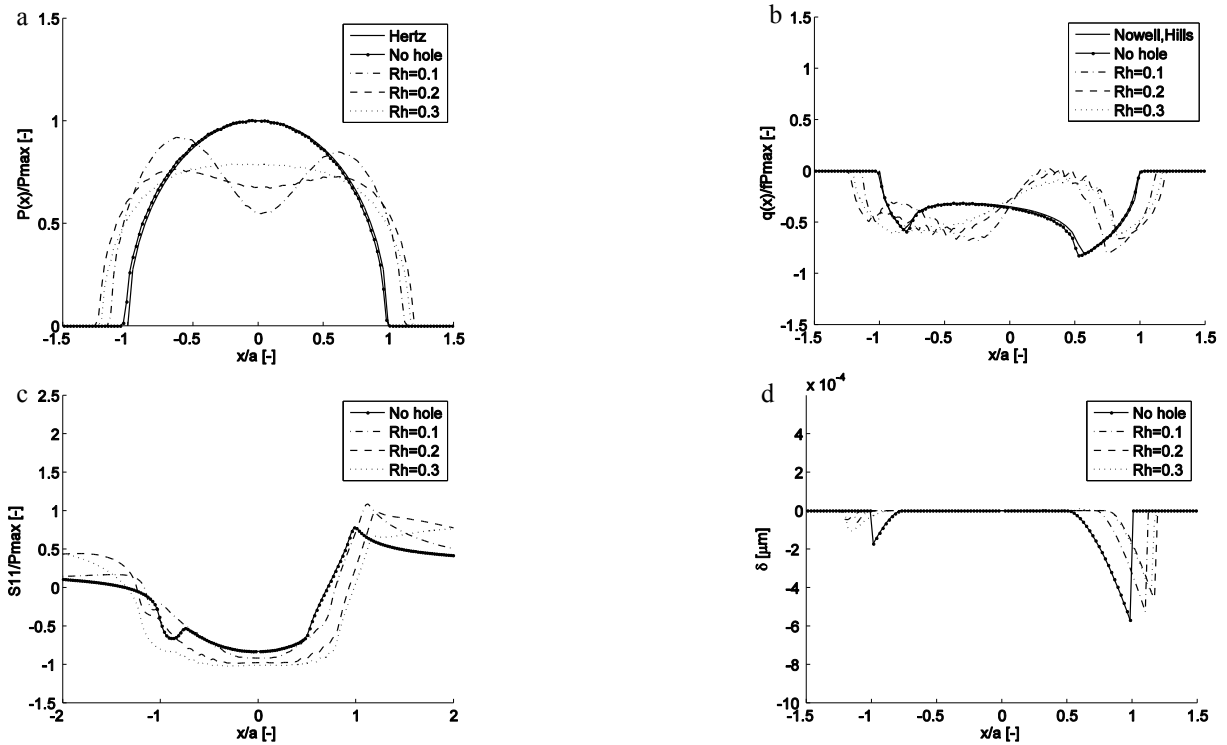 a
1.5
1
0.5
0
P(x)/Pmax [-]
-1.5 -1 -0.5 0 0.5 1 1.5
x/a [-]
Hertz
No hole
Rh=0.1
Rh=0.2
Rh=0.3
b
1.5
1
0.5
0
-0.5
-1
-1.5
q(x)/fPmax [-]
-1.5 -1 -0.5 0 0.5 1 1.5
x/a [-]
Nowell,Hills
No hole
Rh=0.1
Rh=0.2
Rh=0.3
c
2.5
2
1.5
1
0.5
0
-0.5
-1
-1.5
S11/Pmax [-]
-2 -1 0 1 2
x/a [-]
No hole
Rh=0.1
Rh=0.2
Rh=0.3
d
x 10⁻⁴
4
2
0
-2
-4
-6
-8
-10
δ [μm]
-1.5 -1 -0.5 0 0.5 1 1.5
x/a [-]
No hole
Rh=0.1
Rh=0.2
Rh=0.3